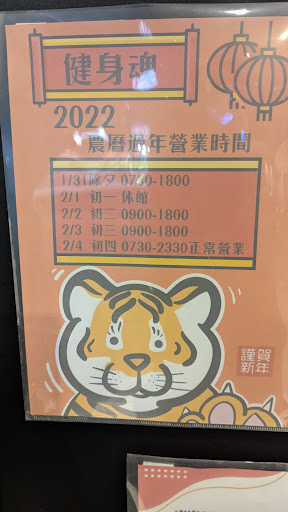 健身魂
2022
農曆過年營業時間
1/31除夕 0730-1800
2/1 初一 休館
2/2 初二 0900-1800
2/3 初三 0900-1800
2/4 初四 0730-2330正常營業
謹賀
新年